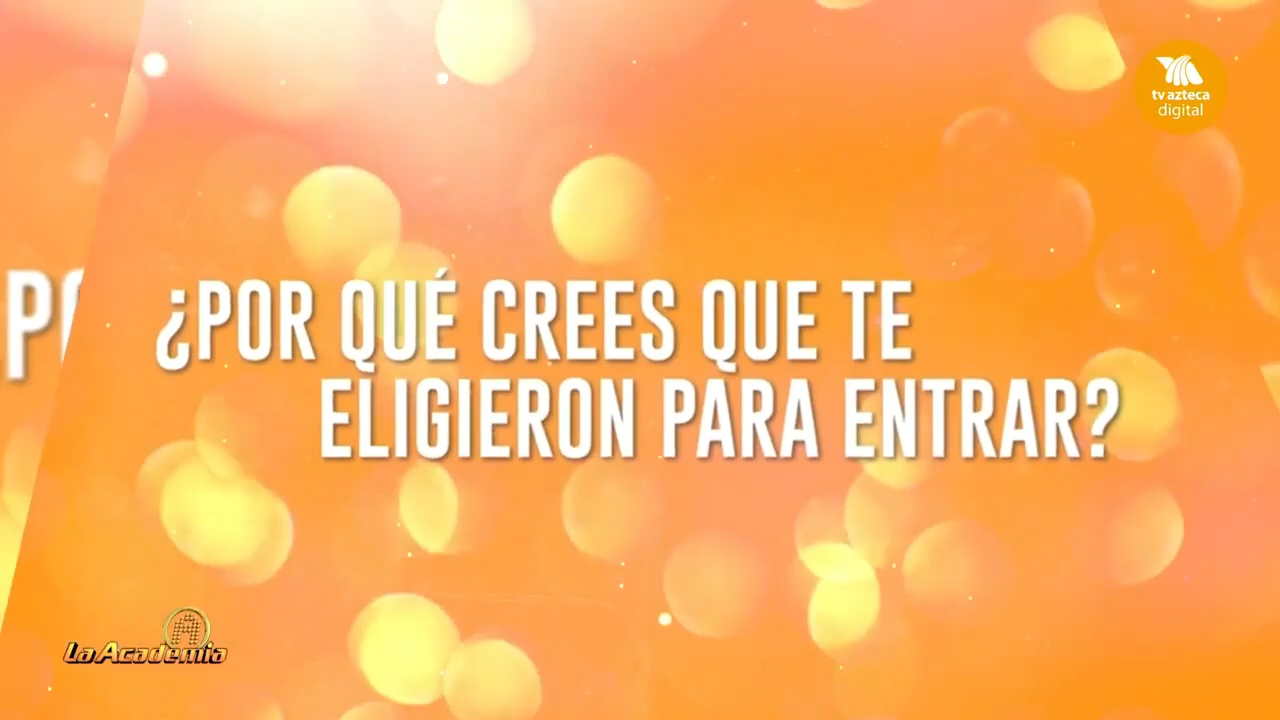 tv azteca
digital
¿POR QUÉ CREES QUE TE
ELIGIERON PARA ENTRAR?
La Academia